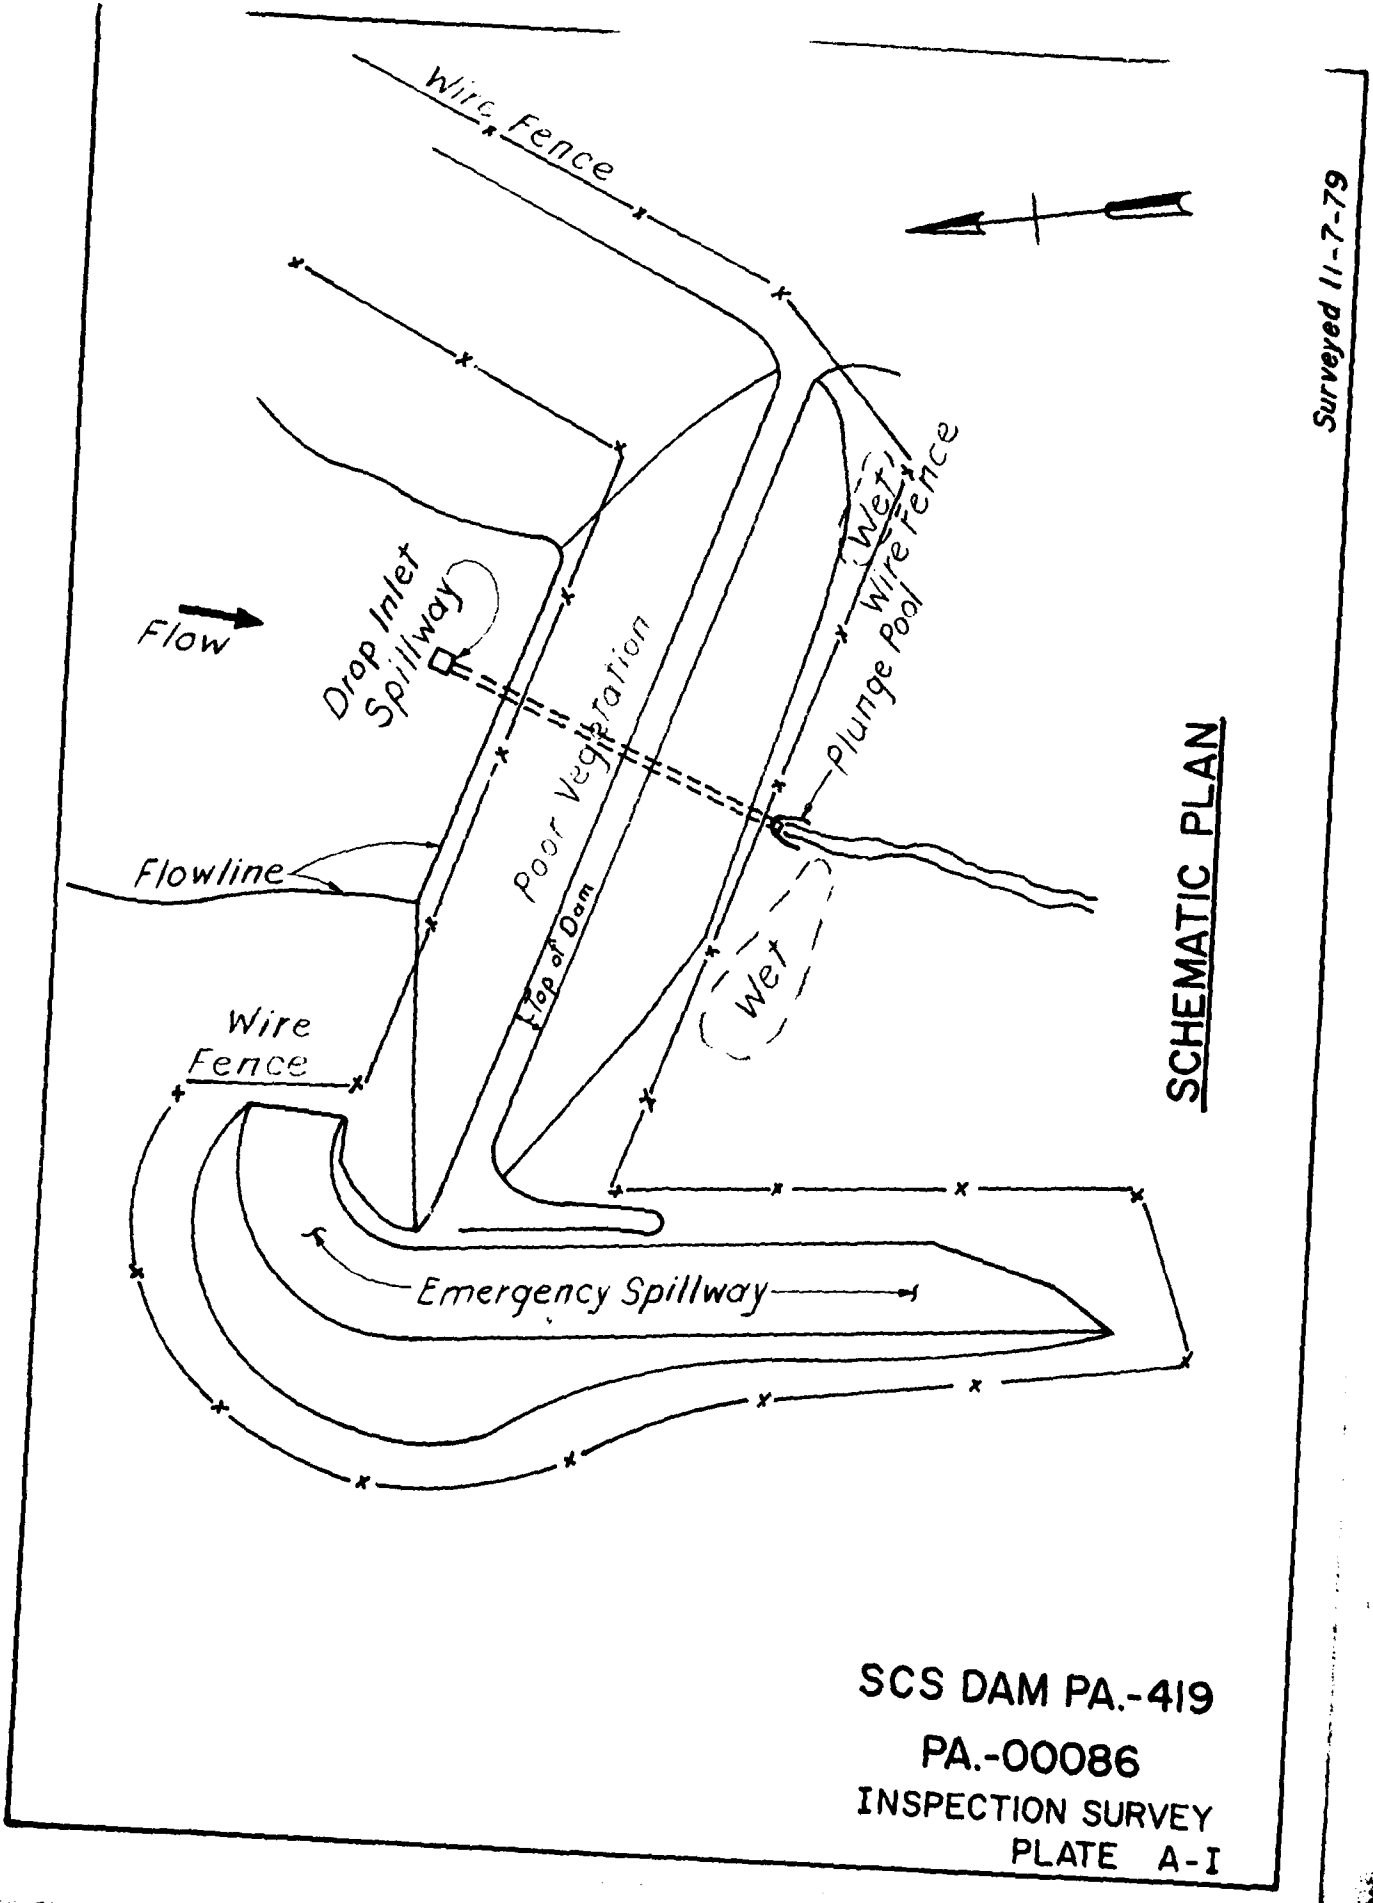 Wire Fence
Surveyed 11-7-79
Wet
Wire Fence
Drop Inlet
Spillway
Flow
Poor Vegetation
Plunge Pool
Flowline
Top of Dam
Wet
Wire
Fence
Emergency Spillway
SCHEMATIC PLAN
SCS DAM PA.-419
PA.-00086
INSPECTION SURVEY
PLATE A-I